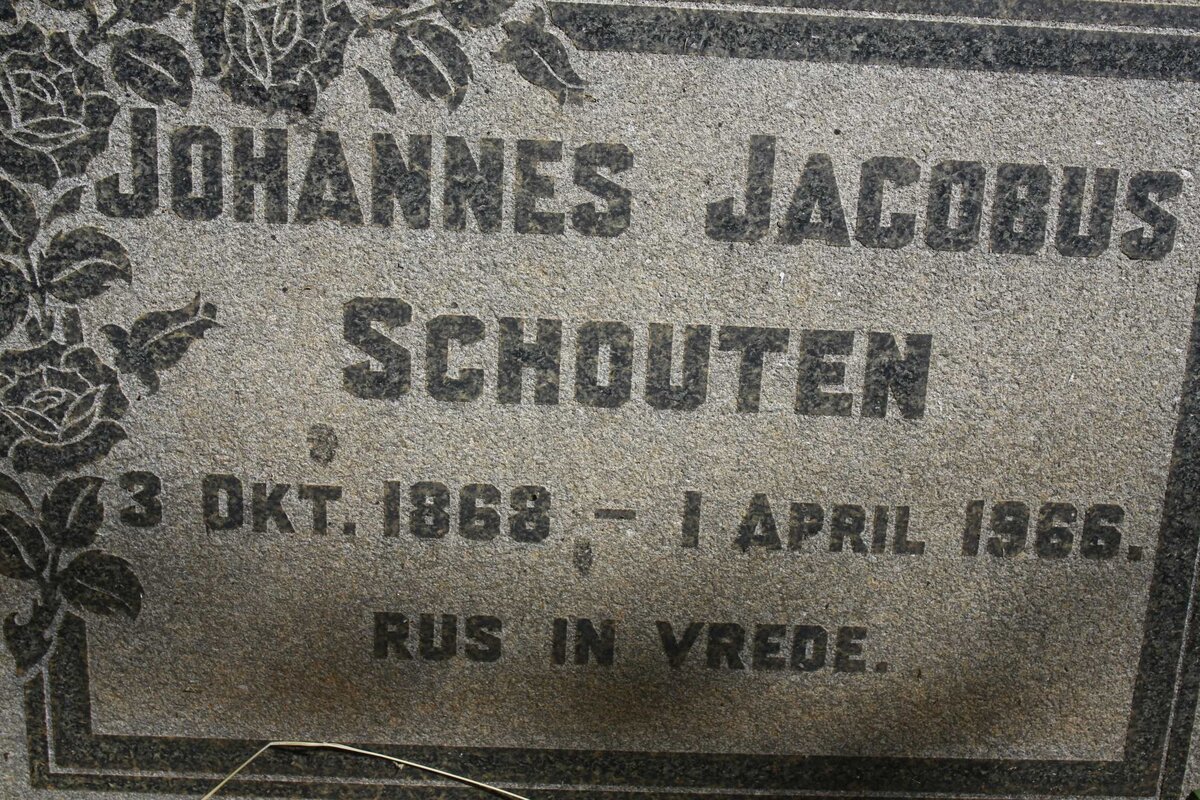 JOHANNES JACOBUS
SCHOUTEN
3 OKT. 1868 – 1 APRIL 1966.
RUS IN VREDE.